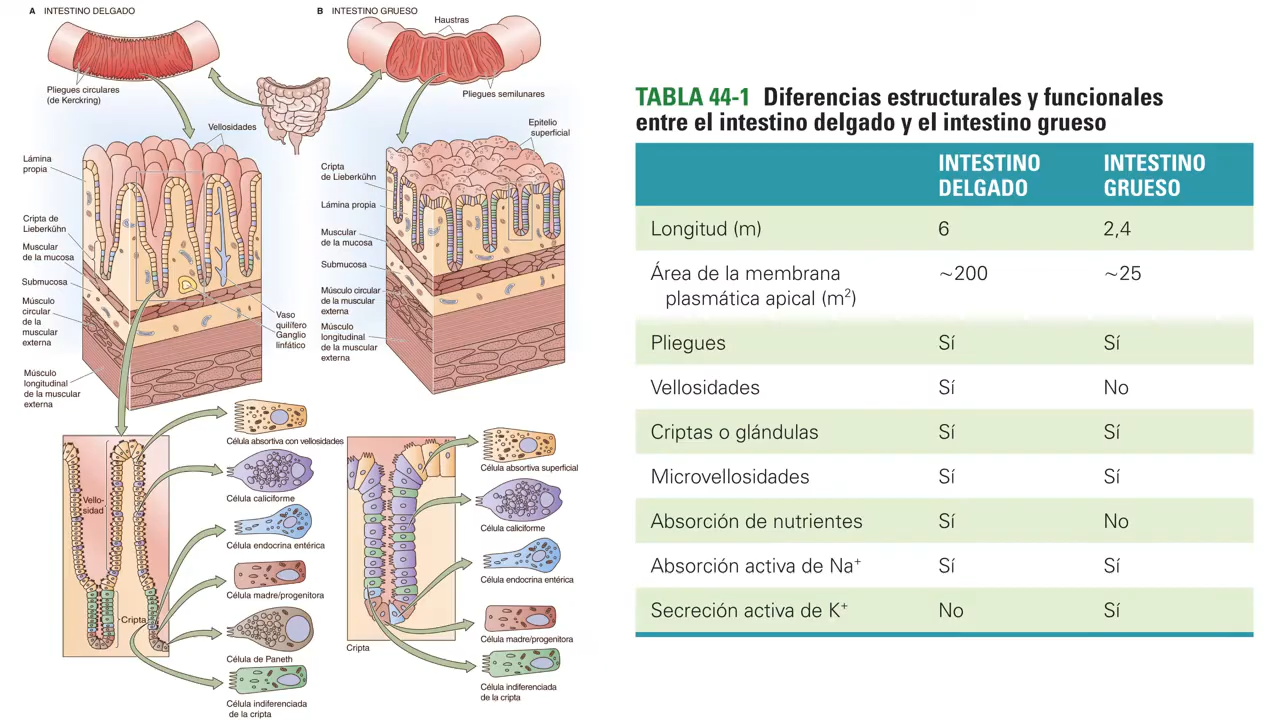 A INTESTINO DELGADO
Pliegues circulares
(de Kerckring)
Vellosidades
Lámina
propia
Cripta de
Lieberkühn
Muscular
de la mucosa
Submucosa
Músculo
circular
de la
muscular
externa
Músculo
longitudinal
de la muscular
externa
Vaso
quilífero
Ganglio
linfático
Vello-
sidad
Cripta
Célula absortiva con vellosidades
Célula caliciforme
Célula endocrina entérica
Célula madre/progenitora
Célula de Paneth
Célula indiferenciada
de la cripta
B INTESTINO GRUESO
Haustras
Pliegues semilunares
Epitelio
superficial
Cripta
de Lieberkühn
Lámina propia
Muscular
de la mucosa
Submucosa
Músculo circular
de la muscular
externa
Músculo
longitudinal
de la muscular
externa
Cripta
Célula absortiva superficial
Célula caliciforme
Célula endocrina entérica
Célula madre/progenitora
Célula indiferenciada
de la cripta
TABLA 44-1 Diferencias estructurales y funcionales
entre el intestino delgado y el intestino grueso
INTESTINO DELGADO INTESTINO GRUESO
Longitud (m) 6 2,4
Área de la membrana ~200 ~25
plasmática apical (m²)
Pliegues Sí Sí
Vellosidades Sí No
Criptas o glándulas Sí Sí
Microvellosidades Sí Sí
Absorción de nutrientes Sí No
Absorción activa de Na⁺ Sí Sí
Secreción activa de K⁺ No Sí